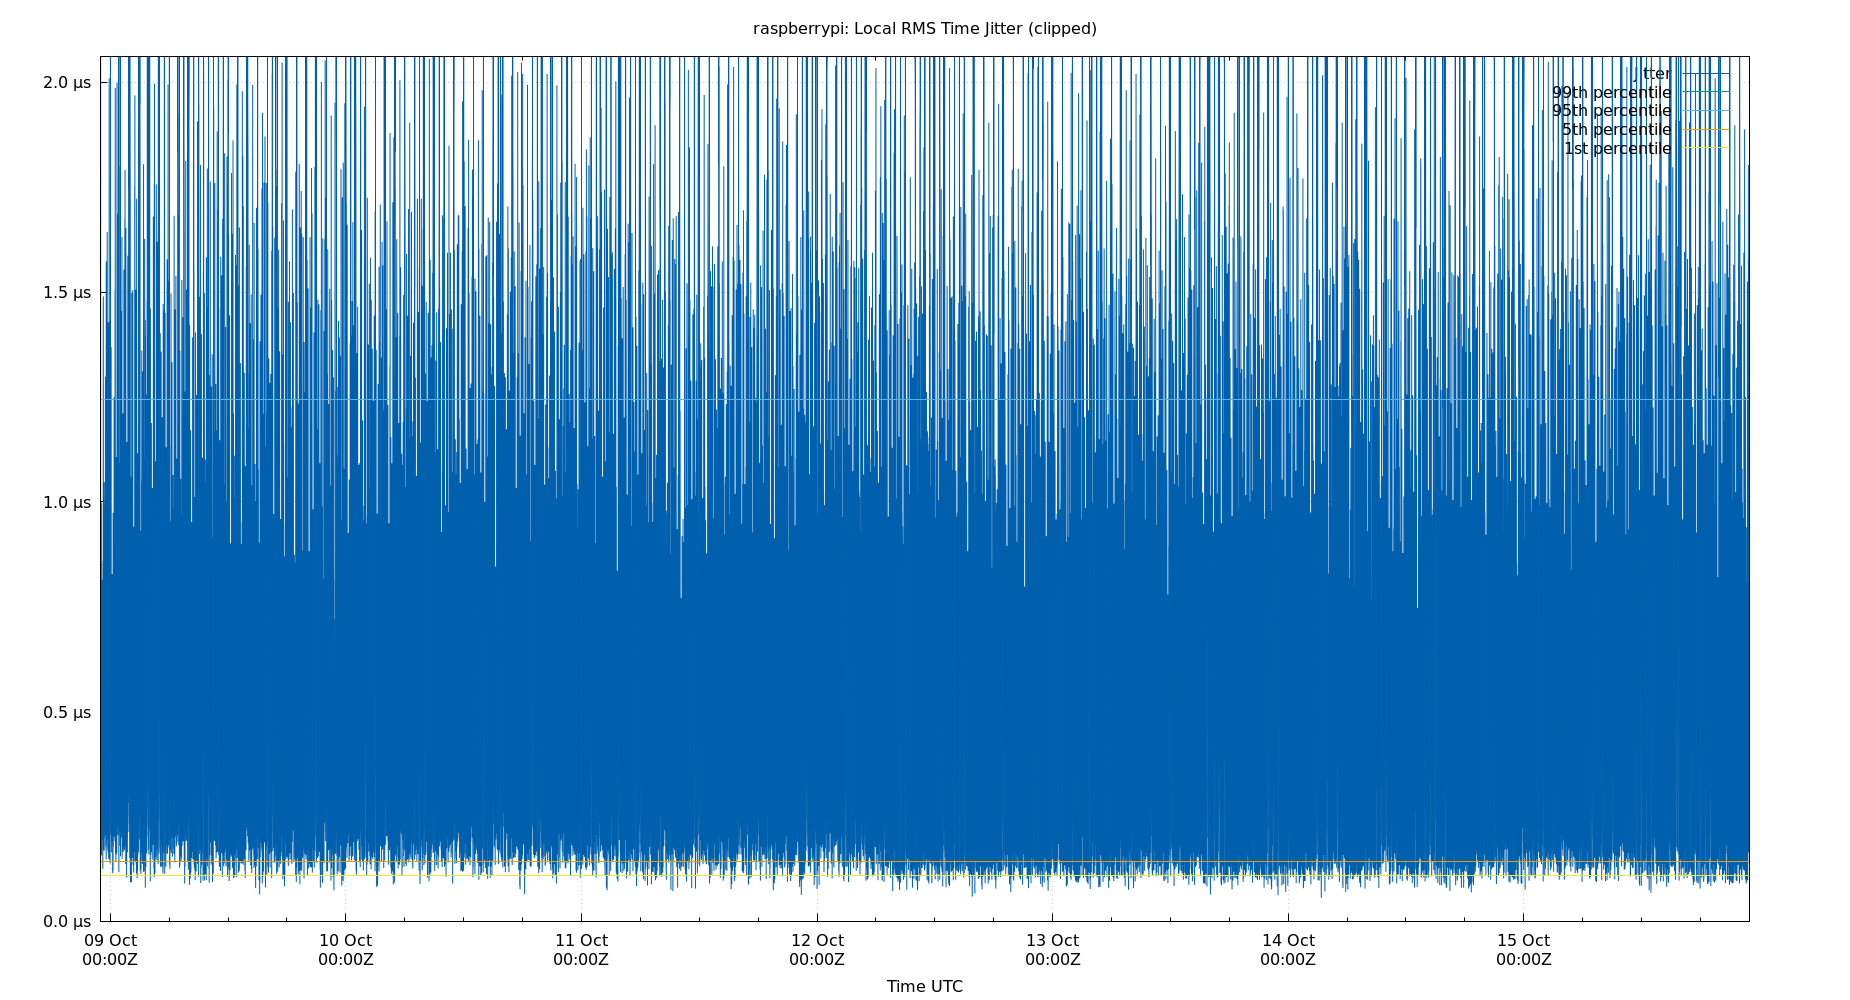 raspberrypi: Local RMS Time Jitter (clipped)
2.0 µs
1.5 µs
1.0 µs
0.5 µs
0.0 µs
Jitter
99th percentile
95th percentile
5th percentile
1st percentile
09 Oct
00:00Z
10 Oct
00:00Z
11 Oct
00:00Z
12 Oct
00:00Z
13 Oct
00:00Z
14 Oct
00:00Z
15 Oct
00:00Z
Time UTC